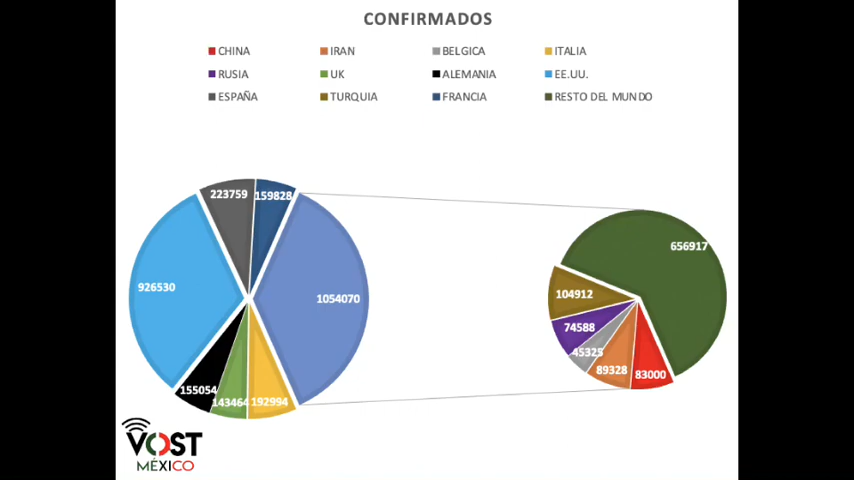 CONFIRMADOS
CHINA IRAN BELGICA ITALIA
RUSIA UK ALEMANIA EE.UU.
ESPAÑA TURQUIA FRANCIA RESTO DEL MUNDO
223759 159828
656917
926530 1054070 104912
74588
45325
155054 143464 192994 89328 83000
VOST
MÉXICO